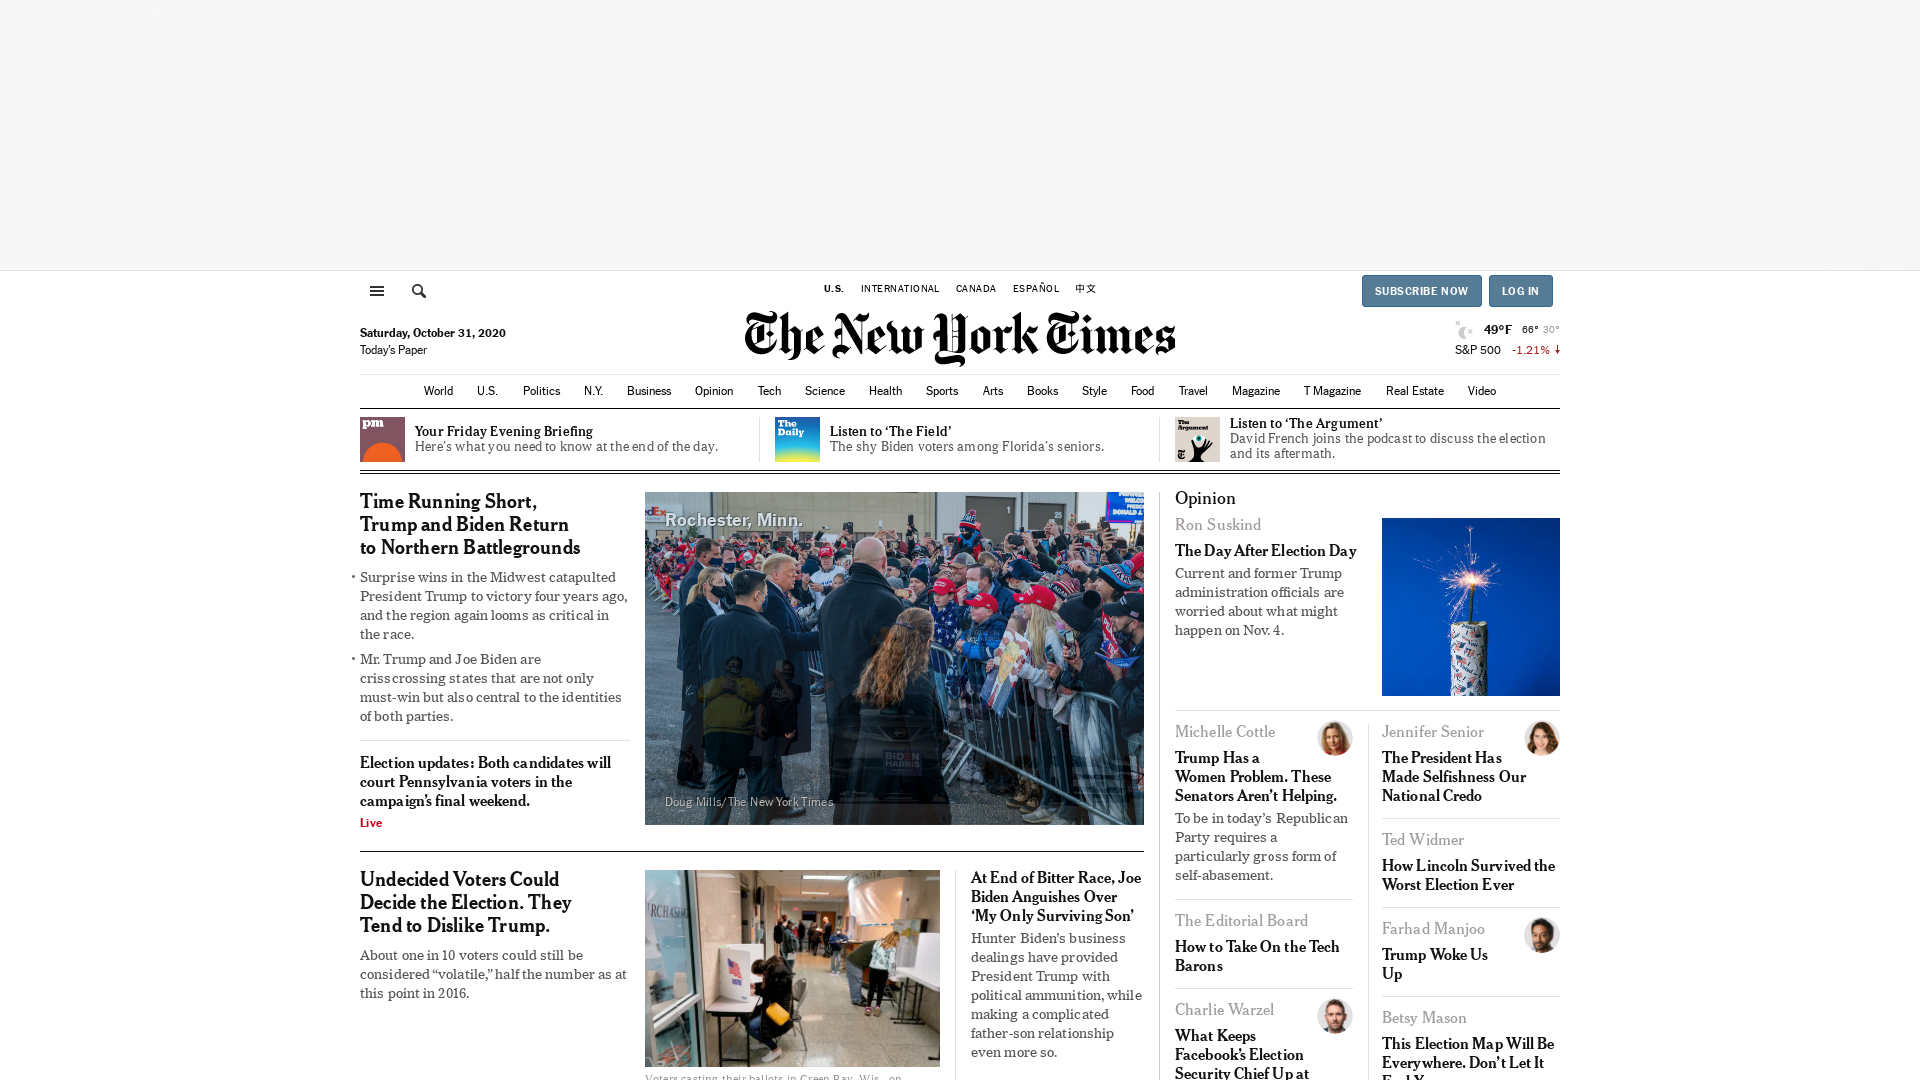 U.S.
INTERNATIONAL
CANADA
ESPAÑOL
中文
SUBSCRIBE NOW
LOG IN
Saturday, October 31, 2020
Today's Paper
The New York Times
49°F 66° 30°
S&P 500 -1.21%
World U.S. Politics N.Y. Business Opinion Tech Science Health Sports Arts Books Style Food Travel Magazine T Magazine Real Estate Video
pm
Your Friday Evening Briefing
Here's what you need to know at the end of the day.
The
Daily
Listen to ‘The Field’
The shy Biden voters among Florida's seniors.
The
Argument
Listen to ‘The Argument’
David French joins the podcast to discuss the election
and its aftermath.
Time Running Short,
Trump and Biden Return
to Northern Battlegrounds
• Surprise wins in the Midwest catapulted
President Trump to victory four years ago,
and the region again looms as critical in
the race.
• Mr. Trump and Joe Biden are
crisscrossing states that are not only
must-win but also central to the identities
of both parties.
Election updates: Both candidates will
court Pennsylvania voters in the
campaign's final weekend.
Live
Rochester, Minn.
1
25
BIDEN
HARRIS
Doug Mills/The New York Times
Undecided Voters Could
Decide the Election. They
Tend to Dislike Trump.
About one in 10 voters could still be
considered “volatile,” half the number as at
this point in 2016.
Voters casting their ballots in Green Bay, Wis., on
At End of Bitter Race, Joe
Biden Anguishes Over
‘My Only Surviving Son’
Hunter Biden's business
dealings have provided
President Trump with
political ammunition, while
making a complicated
father-son relationship
even more so.
Opinion
Ron Suskind
The Day After Election Day
Current and former Trump
administration officials are
worried about what might
happen on Nov. 4.
Michelle Cottle
Trump Has a
Women Problem. These
Senators Aren't Helping.
To be in today's Republican
Party requires a
particularly gross form of
self-abasement.
The Editorial Board
How to Take On the Tech
Barons
Charlie Warzel
What Keeps
Facebook's Election
Security Chief Up at
Jennifer Senior
The President Has
Made Selfishness Our
National Credo
Ted Widmer
How Lincoln Survived the
Worst Election Ever
Farhad Manjoo
Trump Woke Us
Up
Betsy Mason
This Election Map Will Be
Everywhere. Don't Let It